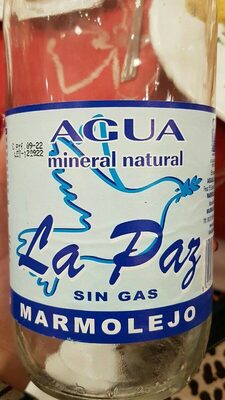 AGUA
mineral natural
La Paz
SIN GAS
MARMOLEJO